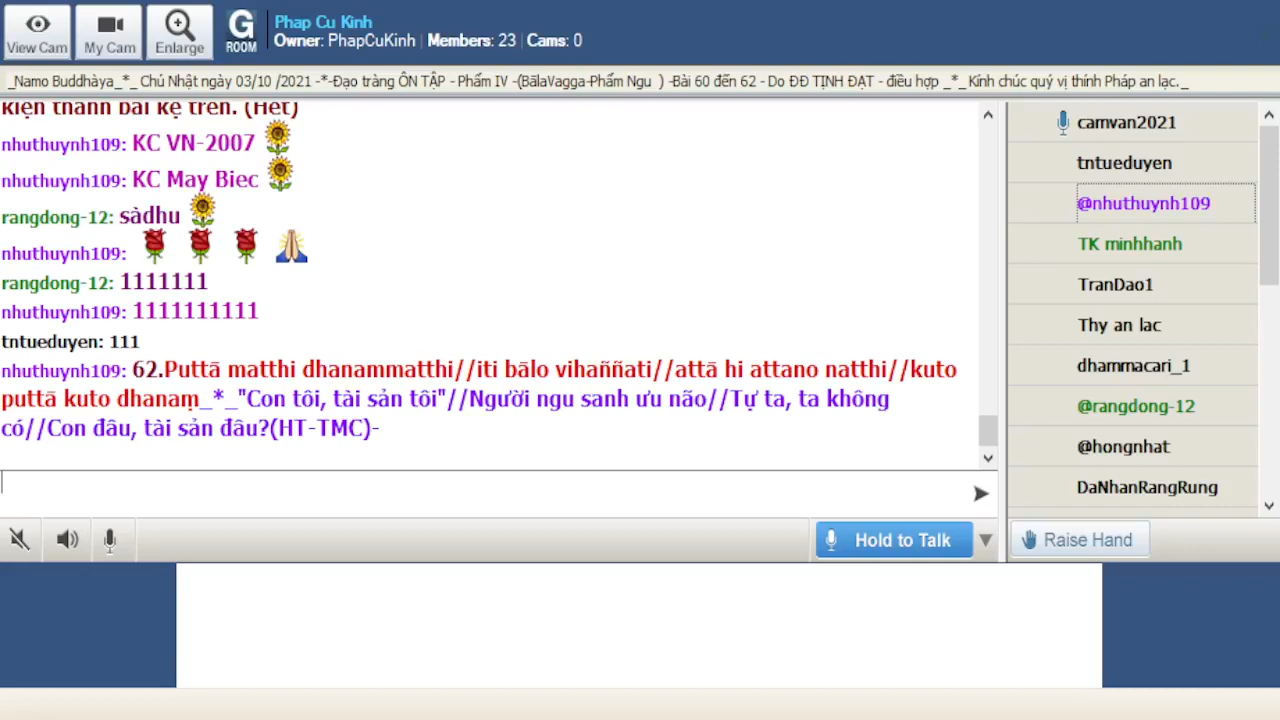 View Cam
My Cam
Enlarge
G
ROOM
Phap Cu Kinh
Owner: PhapCuKinh | Members: 23 | Cams: 0
_Namo Buddhàya_*_ Chủ Nhật ngày 03/10 /2021 -*-Đạo tràng ÔN TẬP - Phẩm IV -(BālaVagga-Phẩm Ngu ) -Bài 60 đến 62 - Do ĐĐ TỊNH ĐẠT - điều hợp _*_ Kính chúc quý vị thính Pháp an lạc._
kiện thành bài kệ trên. (Hết)
nhuthuynh109: KC VN-2007
nhuthuynh109: KC May Biec
rangdong-12: sàdhu
nhuthuynh109:
rangdong-12: 1111111
nhuthuynh109: 1111111111
tntueduyen: 111
nhuthuynh109: 62.Puttā matthi dhanammatthi//iti bālo vihaññati//attā hi attano natthi//kuto
puttā kuto dhanaṃ_*_"Con tôi, tài sản tôi"//Người ngu sanh ưu não//Tự ta, ta không
có//Con đâu, tài sản đâu?(HT-TMC)-
camvan2021
tntueduyen
@nhuthuynh109
TK minhhanh
TranDao1
Thy an lac
dhammacari_1
@rangdong-12
@hongnhat
DaNhanRangRung
Hold to Talk
Raise Hand